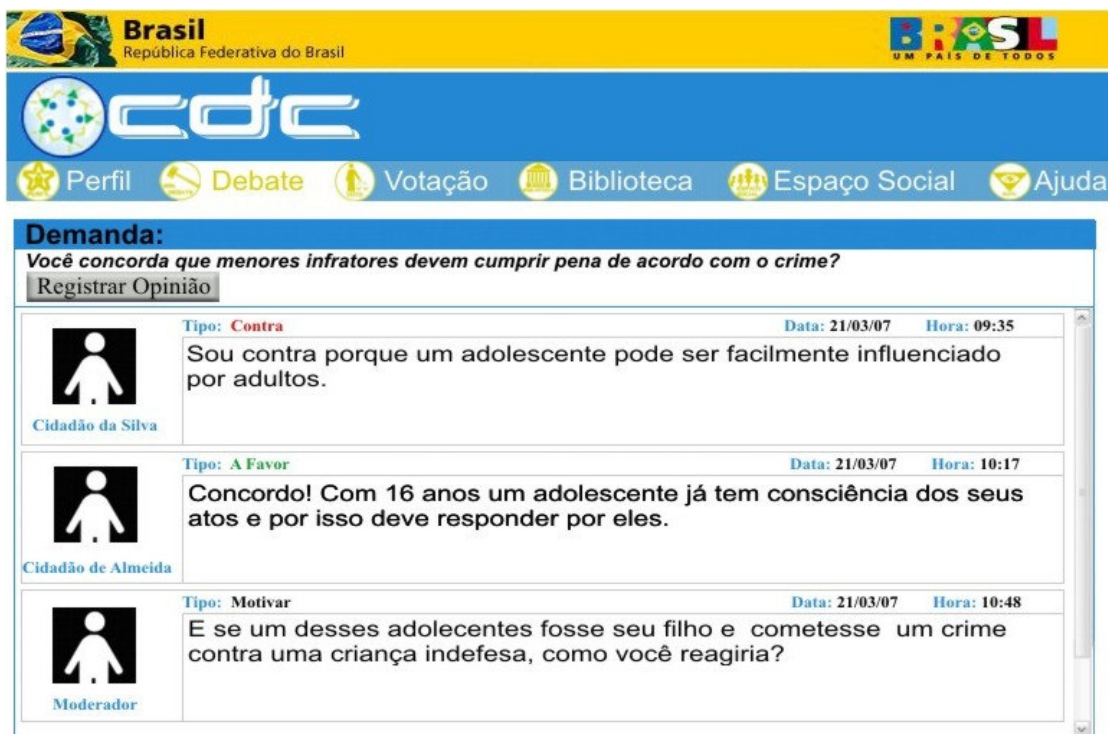 Brasil
República Federativa do Brasil
BRASIL
UM PAÍS DE TODOS
cdc
Perfil Debate Votação Biblioteca Espaço Social Ajuda
Demanda:
Você concorda que menores infratores devem cumprir pena de acordo com o crime?
Registrar Opinião
Tipo: Contra Data: 21/03/07 Hora: 09:35
Sou contra porque um adolescente pode ser facilmente influenciado
por adultos.
Cidadão da Silva
Tipo: A Favor Data: 21/03/07 Hora: 10:17
Concordo! Com 16 anos um adolescente já tem consciência dos seus
atos e por isso deve responder por eles.
Cidadão de Almeida
Tipo: Motivar Data: 21/03/07 Hora: 10:48
E se um desses adolecentes fosse seu filho e cometesse um crime
contra uma criança indefesa, como você reagiria?
Moderador